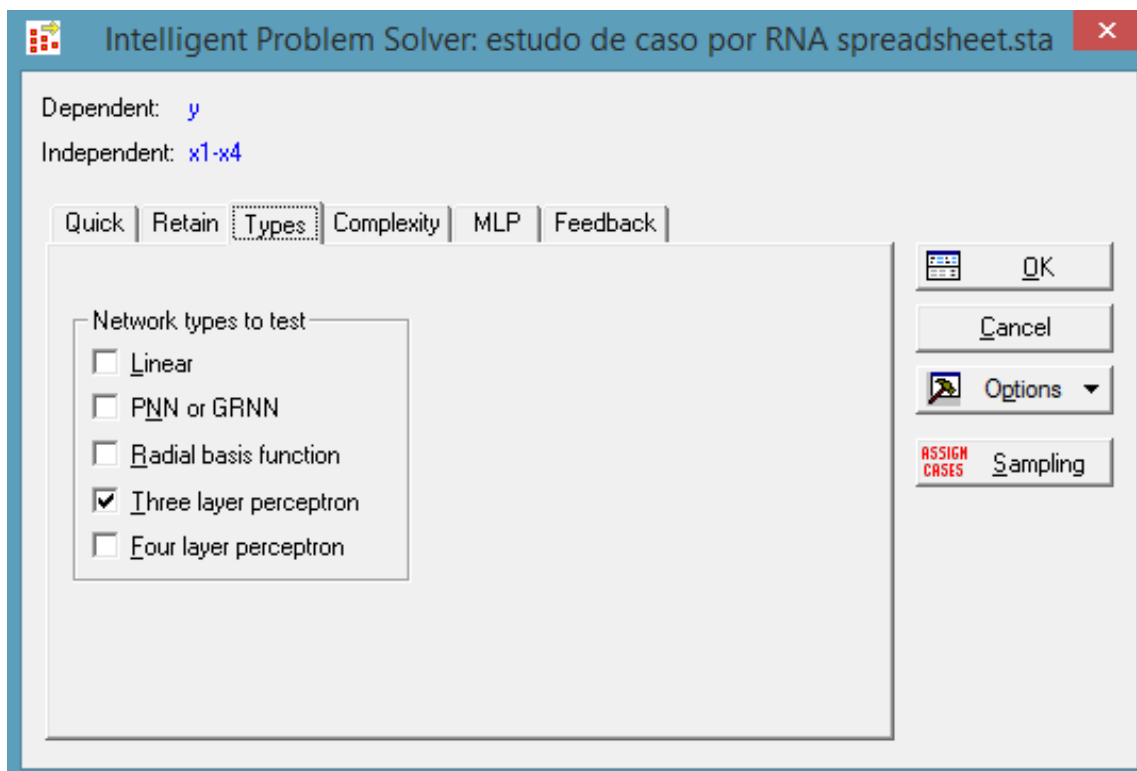 Intelligent Problem Solver: estudo de caso por RNA spreadsheet.sta
Dependent: y
Independent: x1-x4
Quick Retain Types Complexity MLP Feedback
Network types to test
Linear
PNN or GRNN
Radial basis function
Three layer perceptron
Four layer perceptron
OK
Cancel
Options
ASSIGN CASES Sampling